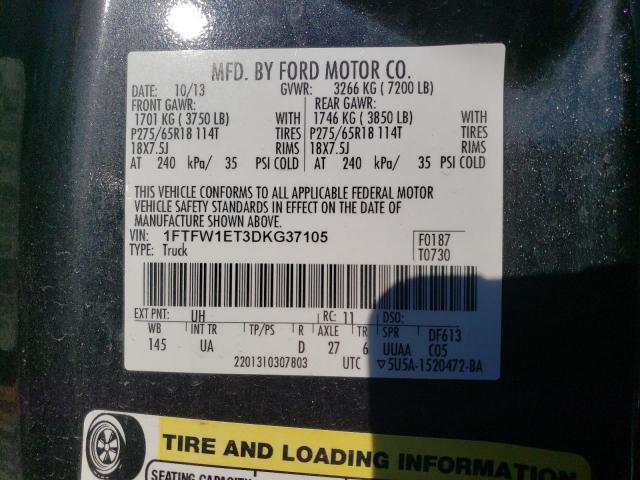 MFD. BY FORD MOTOR CO.
DATE: 10/13 GVWR: 3266 KG ( 7200 LB)
FRONT GAWR: REAR GAWR:
1701 KG ( 3750 LB) WITH 1746 KG ( 3850 LB) WITH
P275/65R18 114T TIRES P275/65R18 114T TIRES
18X7.5J RIMS 18X7.5J RIMS
AT 240 kPa/ 35 PSI COLD AT 240 kPa/ 35 PSI COLD
THIS VEHICLE CONFORMS TO ALL APPLICABLE FEDERAL MOTOR
VEHICLE SAFETY STANDARDS IN EFFECT ON THE DATE OF
MANUFACTURE SHOWN ABOVE.
VIN: 1FTFW1ET3DKG37105 F0187
TYPE: Truck T0730
EXT PNT: UH RC: 11 DSO:
WB INT TR TP/PS R AXLE TR SPR DF613
145 UA D 27 6 UUAA C05
2201310307803 UTC ▽5U5A-1520472-BA
TIRE AND LOADING INFORMATION
SEATING CAPACITY